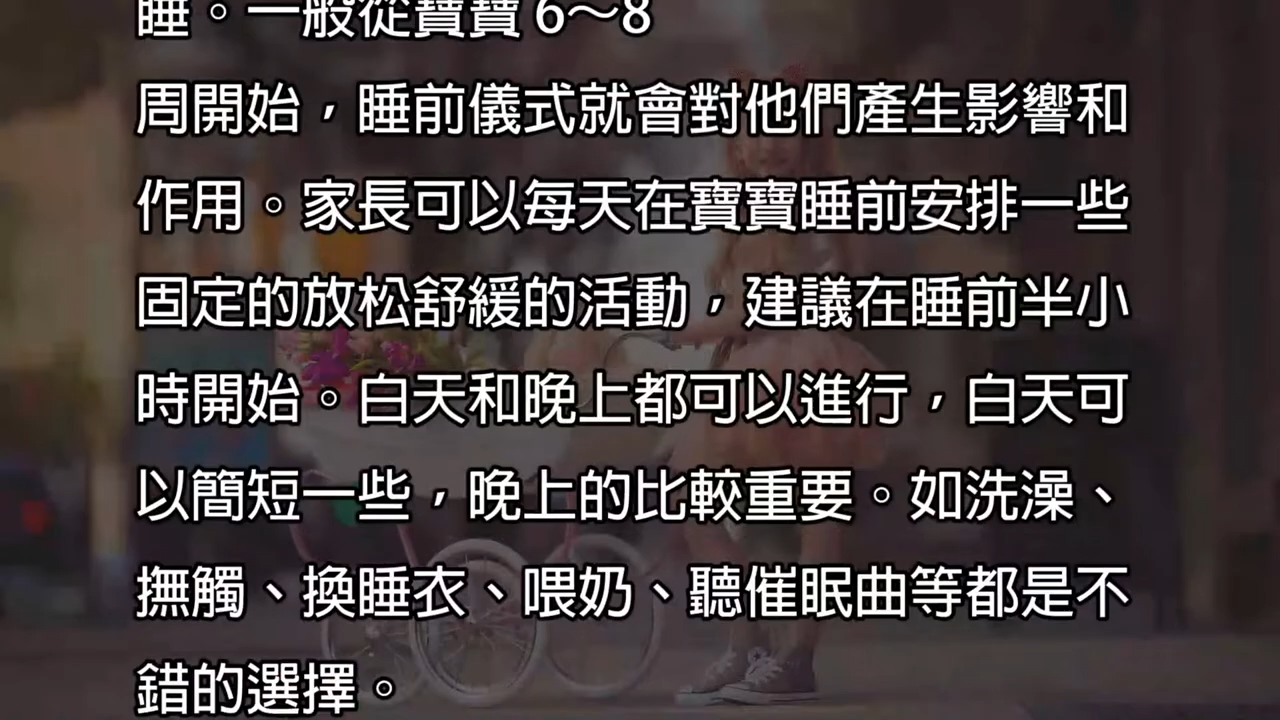 睡。一般從寶寶 6～8
周開始，睡前儀式就會對他們產生影響和
作用。家長可以每天在寶寶睡前安排一些
固定的放松舒緩的活動，建議在睡前半小
時開始。白天和晚上都可以進行，白天可
以簡短一些，晚上的比較重要。如洗澡、
撫觸、換睡衣、喂奶、聽催眠曲等都是不
錯的選擇。